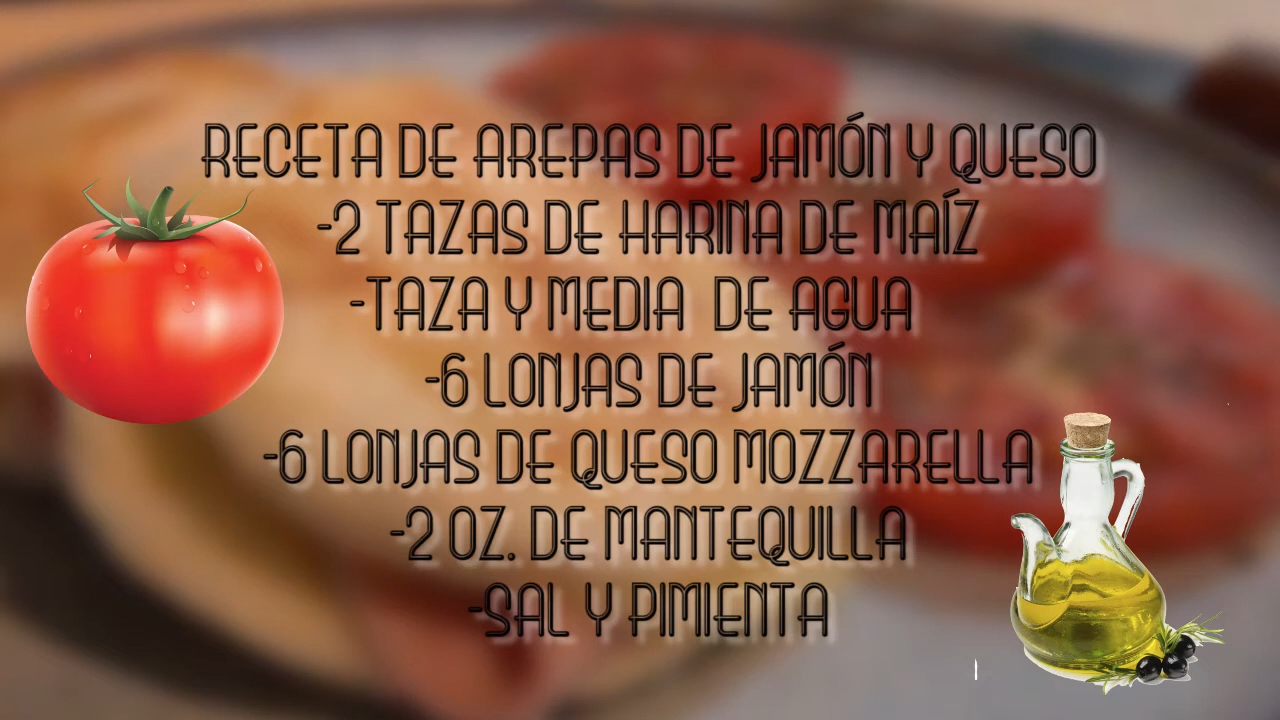 RECETA DE AREPAS DE JAMÓN Y QUESO
-2 TAZAS DE HARINA DE MAÍZ
-TAZA Y MEDIA DE AGUA
-6 LONJAS DE JAMÓN
-6 LONJAS DE QUESO MOZZARELLA
-2 OZ. DE MANTEQUILLA
-SAL Y PIMIENTA